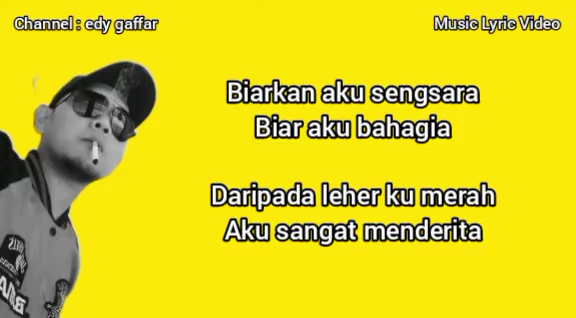 Channel : edy gaffar
Music Lyric Video
Biarkan aku sengsara
Biar aku bahagia
Daripada leher ku merah
Aku sangat menderita